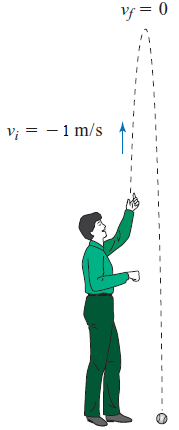 v_f = 0
v_i = − 1 m/s